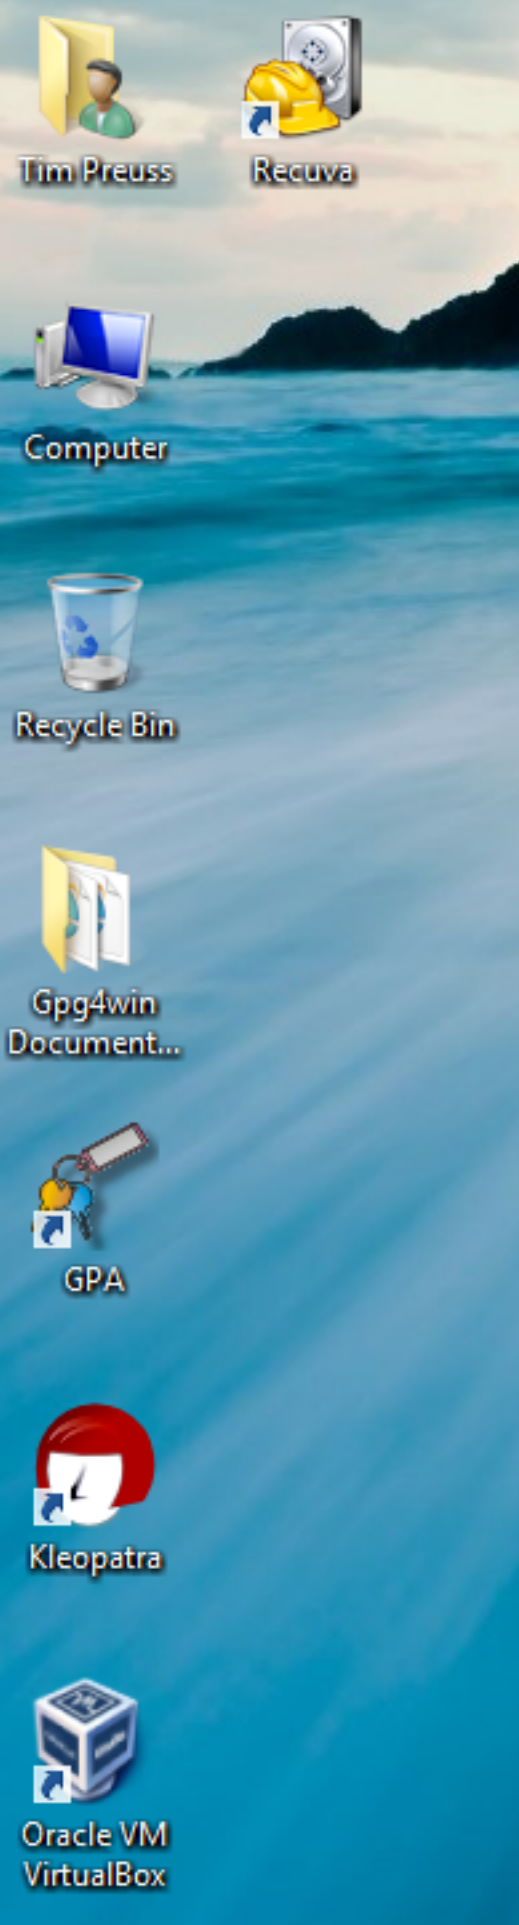 Tim Preuss
Recuva
Computer
Recycle Bin
Gpg4win
Document...
GPA
Kleopatra
Oracle VM
VirtualBox